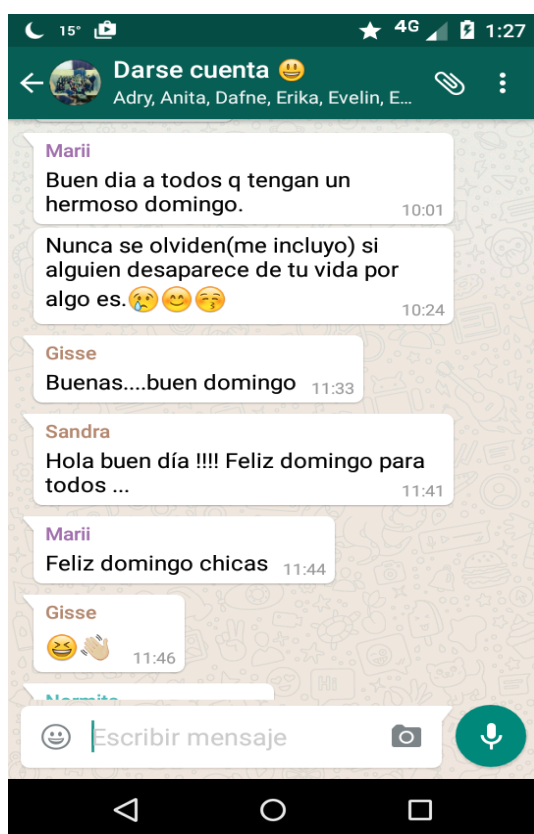 15° 4G 1:27
Darse cuenta 😃
Adry, Anita, Dafne, Erika, Evelin, E...
Marii
Buen dia a todos q tengan un
hermoso domingo. 10:01
Nunca se olviden(me incluyo) si
alguien desaparece de tu vida por
algo es.😢😊😚 10:24
Gisse
Buenas....buen domingo 11:33
Sandra
Hola buen día !!!! Feliz domingo para
todos ... 11:41
Marii
Feliz domingo chicas 11:44
Gisse
😆👋🏼 11:46
Normita
Escribir mensaje